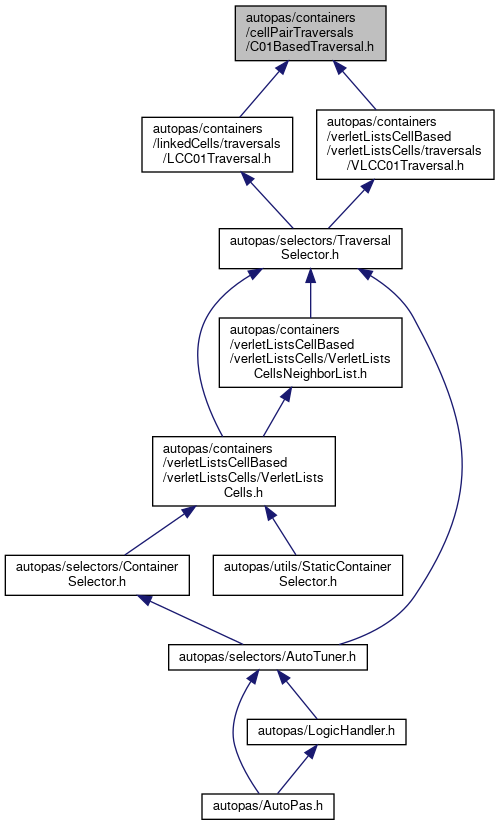 autopas/containers
/cellPairTraversals
/C01BasedTraversal.h
autopas/containers
/linkedCells/traversals
/LCC01Traversal.h
autopas/containers
/verletListsCellBased
/verletListsCells/traversals
/VLCC01Traversal.h
autopas/selectors/Traversal
Selector.h
autopas/containers
/verletListsCellBased
/verletListsCells/VerletLists
CellsNeighborList.h
autopas/containers
/verletListsCellBased
/verletListsCells/VerletLists
Cells.h
autopas/selectors/Container
Selector.h
autopas/utils/StaticContainer
Selector.h
autopas/selectors/AutoTuner.h
autopas/LogicHandler.h
autopas/AutoPas.h